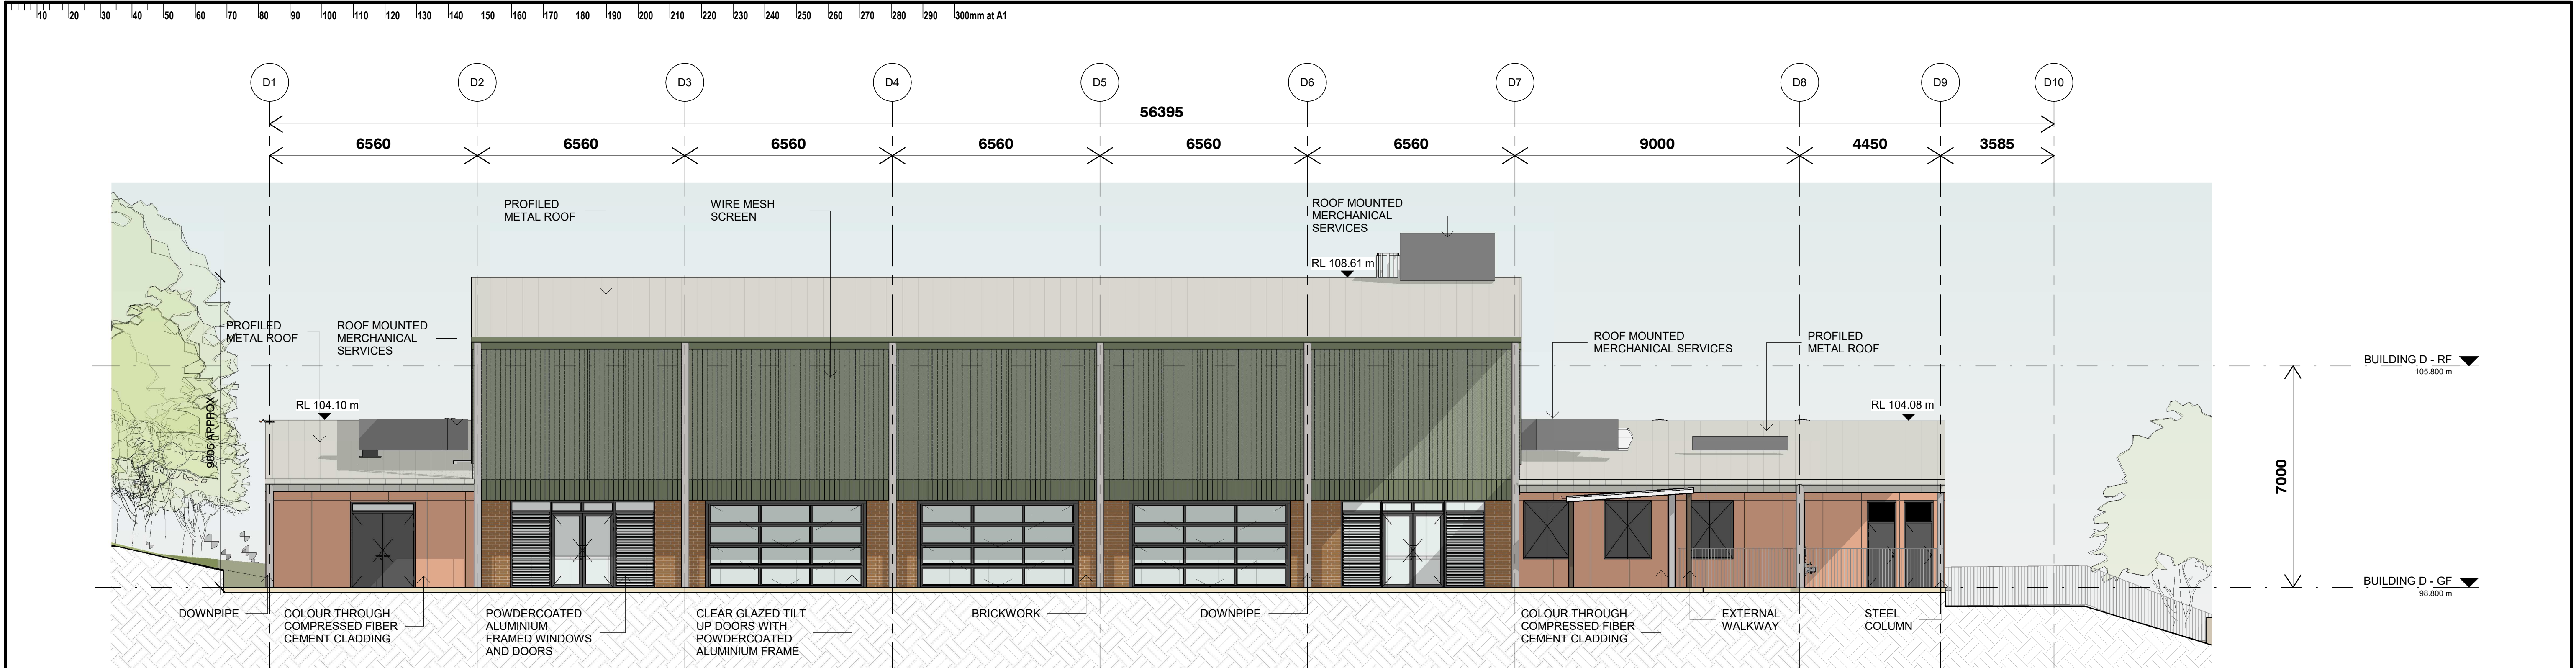 10 20 30 40 50 60 70 80 90 100 110 120 130 140 150 160 170 180 190 200 210 220 230 240 250 260 270 280 290 300mm at A1
D1 D2 D3 D4 D5 D6 D7 D8 D9 D10
56395
6560 6560 6560 6560 6560 6560 9000 4450 3585
PROFILED
METAL ROOF
WIRE MESH
SCREEN
ROOF MOUNTED
MERCHANICAL
SERVICES
RL 108.61 m
PROFILED
METAL ROOF
ROOF MOUNTED
MERCHANICAL
SERVICES
ROOF MOUNTED
MERCHANICAL SERVICES
PROFILED
METAL ROOF
BUILDING D - RF
105.800 m
RL 104.10 m
RL 104.08 m
9805 APPROX
7000
BUILDING D - GF
98.800 m
DOWNPIPE
COLOUR THROUGH
COMPRESSED FIBER
CEMENT CLADDING
POWDERCOATED
ALUMINIUM
FRAMED WINDOWS
AND DOORS
CLEAR GLAZED TILT
UP DOORS WITH
POWDERCOATED
ALUMINIUM FRAME
BRICKWORK
DOWNPIPE
COLOUR THROUGH
COMPRESSED FIBER
CEMENT CLADDING
EXTERNAL
WALKWAY
STEEL
COLUMN